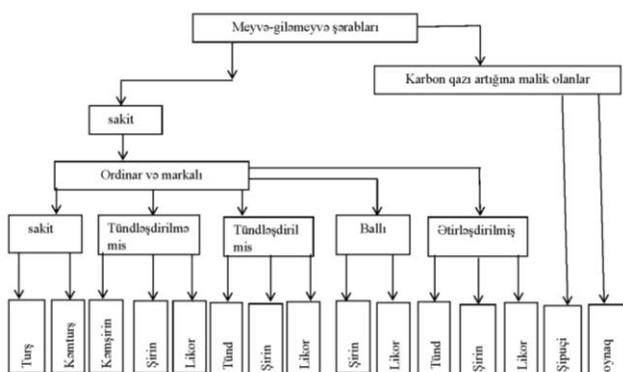 Meyvə-giləmeyvə şərabları
Karbon qazı artığına malik olanlar
sakit
Ordinar və markalı
sakit
Tündləşdirilmə
mis
Tündləşdiril
mis
Ballı
Ətirləşdirilmiş
Turş
Kəmturş
Kəmşirin
Şirin
Likor
Tünd
Şirin
Likor
Şirin
Likor
Tünd
Şirin
Likor
Şipuçi
oynaq